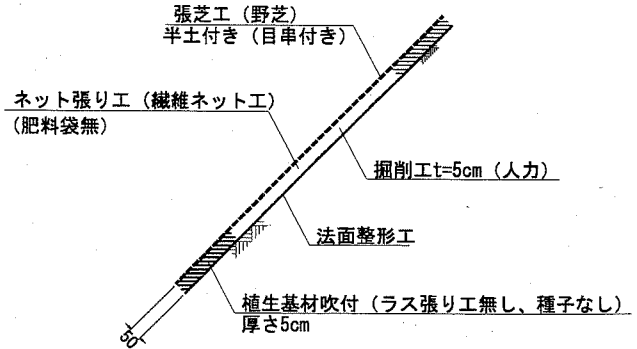 張芝工（野芝）
半土付き（目串付き）
ネット張り工（繊維ネット工）
（肥料袋無）
掘削工t=5cm（人力）
法面整形工
植生基材吹付（ラス張り工無し、種子なし）
厚さ5cm
50